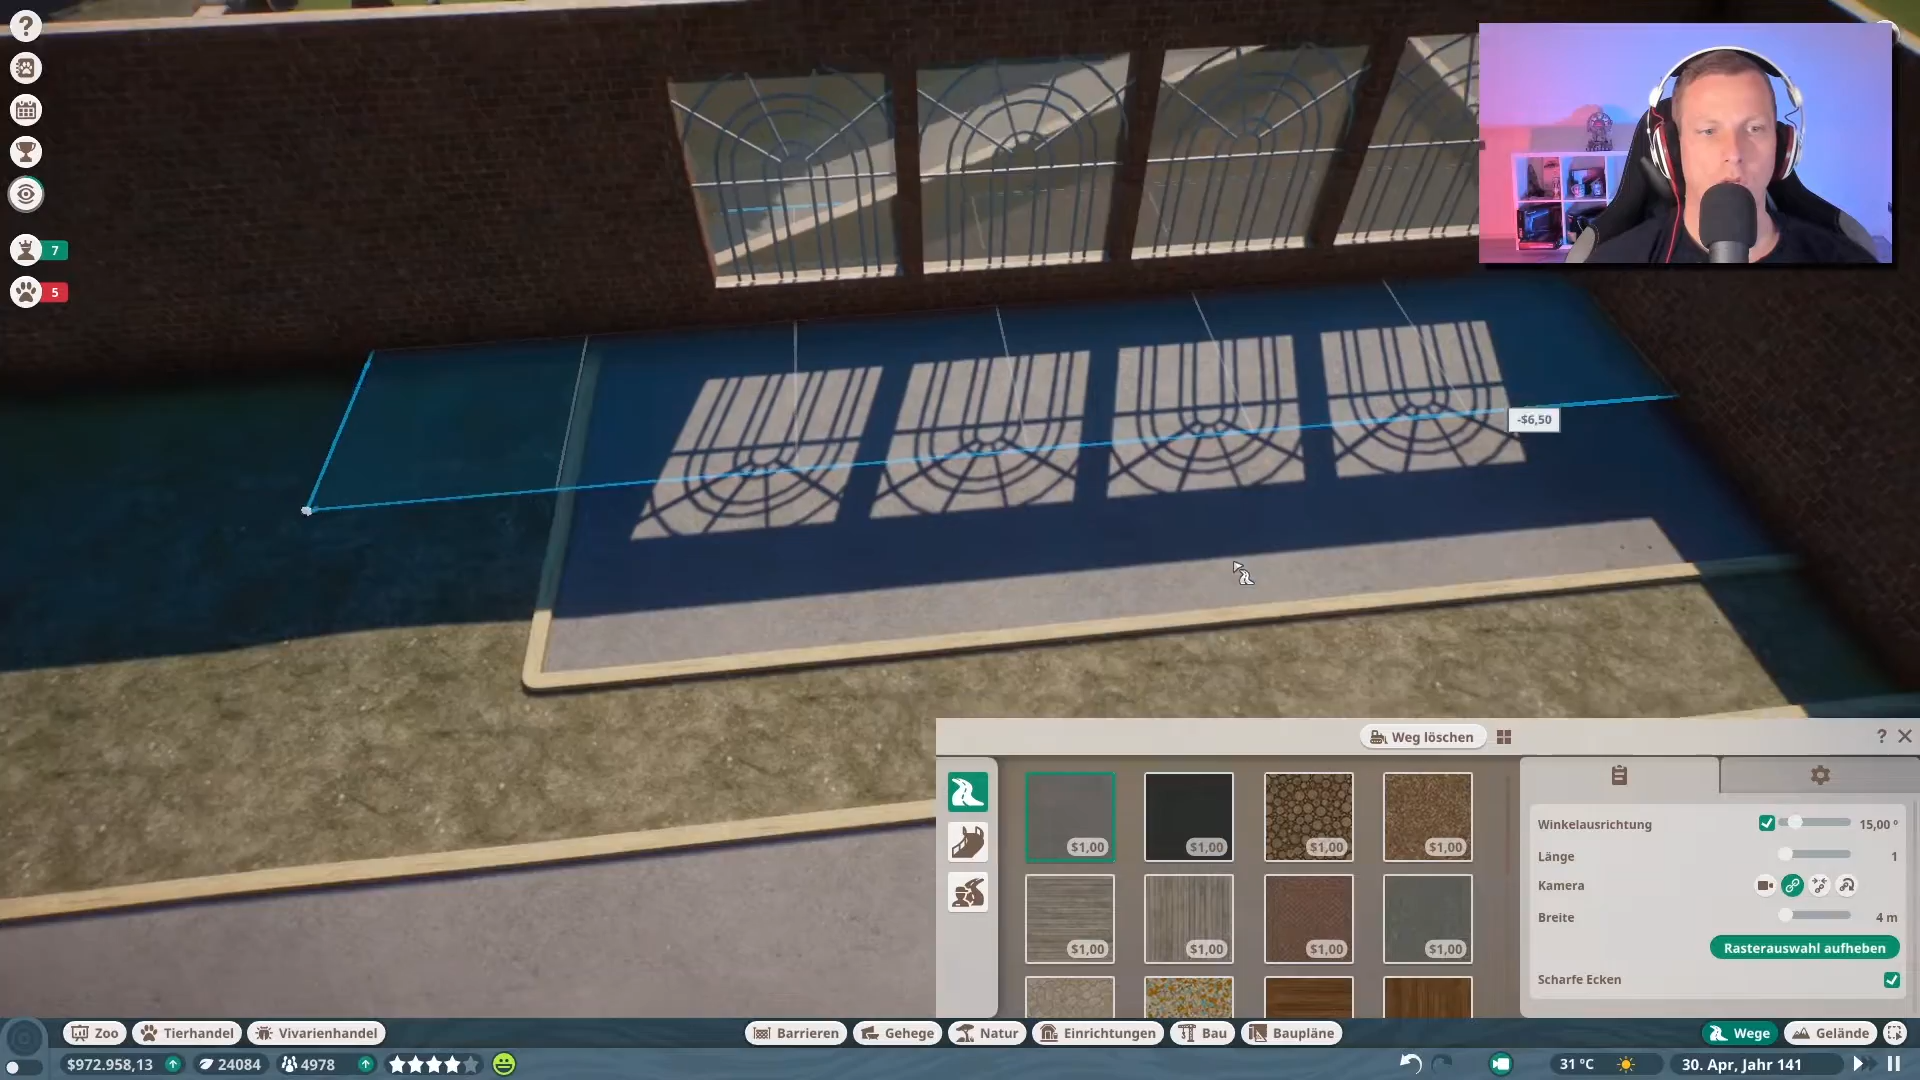 ?
7
5
-$6,50
Weg löschen
?
$1,00
$1,00
$1,00
$1,00
$1,00
$1,00
$1,00
$1,00
Winkelausrichtung
15,00 °
Länge
1
Kamera
Breite
4 m
Rasterauswahl aufheben
Scharfe Ecken
Zoo
Tierhandel
Vivarienhandel
Barrieren
Gehege
Natur
Einrichtungen
Bau
Baupläne
Wege
Gelände
$972.958,13
24084
4978
31 °C
30. Apr, Jahr 141